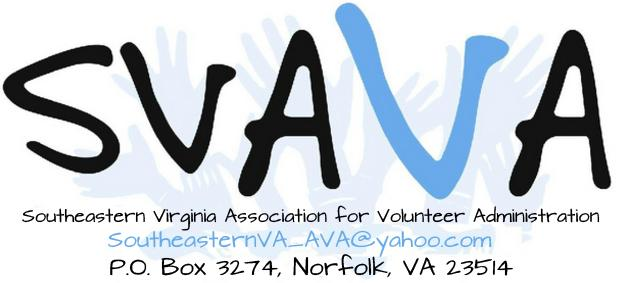 SVAVA
Southeastern Virginia Association for Volunteer Administration
SoutheasternVA_AVA@yahoo.com
P.O. Box 3274, Norfolk, VA 23514